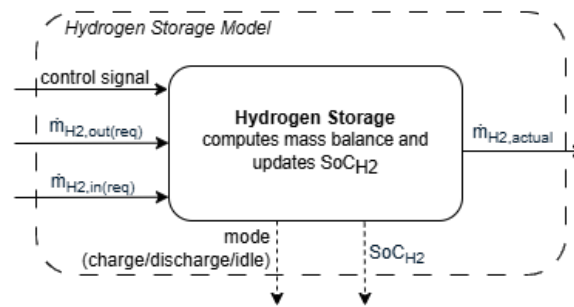 Hydrogen Storage Model
control signal
ṁH2,out(req)
ṁH2,in(req)
Hydrogen Storage
computes mass balance and
updates SoCH2
ṁH2,actual
mode
(charge/discharge/idle)
SoCH2